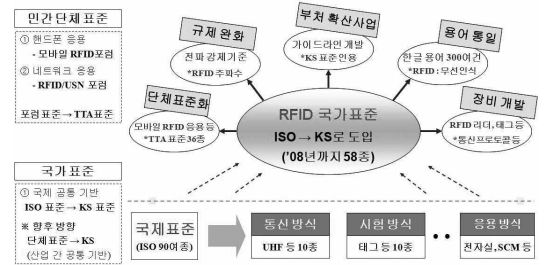 민간 단체 표준
① 핸드폰 응용
- 모바일 RFID포럼
② 네트워크 응용
- RFID/USN 포럼
포럼표준→TTA표준
국가표준
① 국제 공통 기반
ISO 표준→KS 표준
※ 향후 방향
단체표준→KS
(산업 간 공통 기반)
규제 완화
전파 강제기준
*RFID 주파수
부처 확산사업
가이드라인 개발
*KS 표준인용
용어 통일
한글 용어 300여건
*RFID : 무선인식
단체표준화
모바일 RFID 응용 등
*TTA표준 36종
장비 개발
RFID 리더, 태그 등
*통신프로토콜등
RFID 국가표준
ISO → KS로 도입
('08년까지 58종)
국제표준
(ISO 90여종)
통신 방식
UHF 등 10종
시험 방식
태그 등 10종
응용 방식
전자실, SCM 등